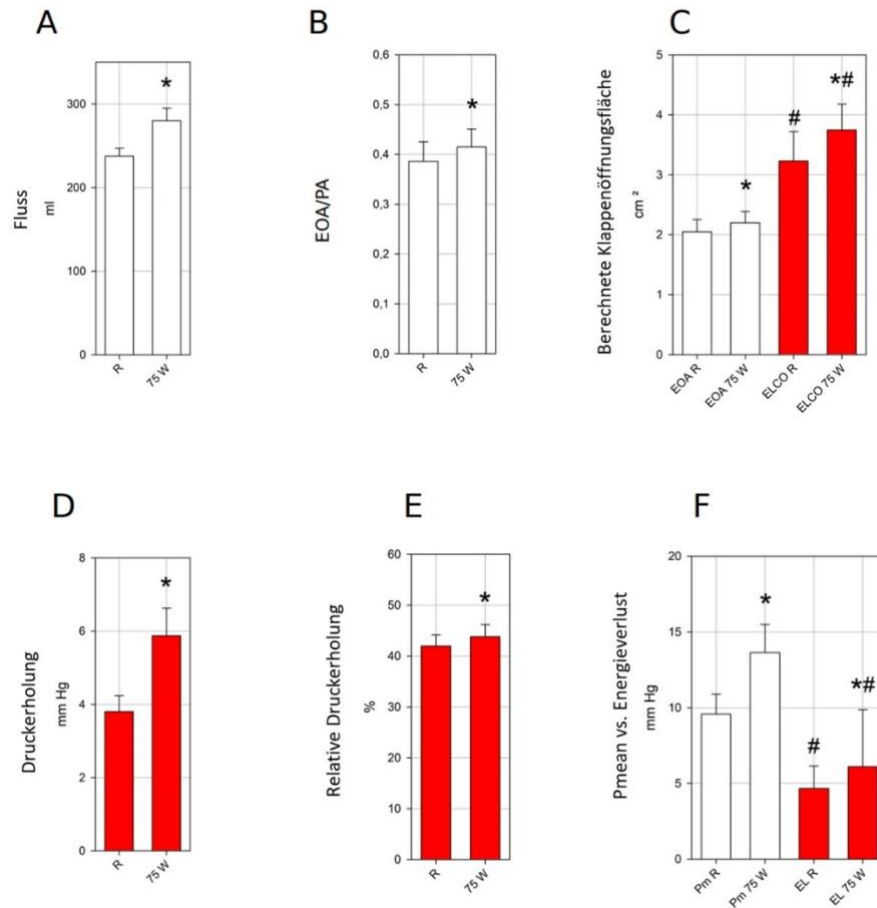 A
Fluss
ml
300
200
100
0
*
R
75 W
B
EOA/PA
0,6
0,5
0,4
0,3
0,2
0,1
0,0
*
R
75 W
C
Berechnete Klappenöffnungsfläche
cm ²
5
4
3
2
1
0
*
#
*#
EOA R
EOA 75 W
ELCO R
ELCO 75 W
D
Druckerholung
mm Hg
8
6
4
2
0
*
R
75 W
E
Relative Druckerholung
%
60
50
40
30
20
10
0
*
R
75 W
F
Pmean vs. Energieverlust
mm Hg
20
15
10
5
0
*
#
*#
Pm R
Pm 75 W
EL R
EL 75 W